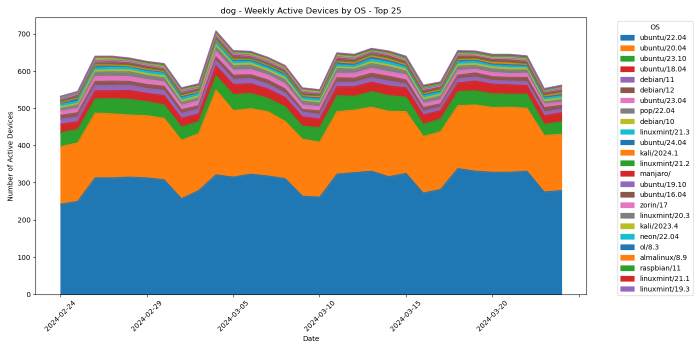 dog - Weekly Active Devices by OS - Top 25
Number of Active Devices
700
600
500
400
300
200
100
0
2024-02-24
2024-02-29
2024-03-05
2024-03-10
2024-03-15
2024-03-20
Date
OS
ubuntu/22.04
ubuntu/20.04
ubuntu/23.10
ubuntu/18.04
debian/11
debian/12
ubuntu/23.04
pop/22.04
debian/10
linuxmint/21.3
ubuntu/24.04
kali/2024.1
linuxmint/21.2
manjaro/
ubuntu/19.10
ubuntu/16.04
zorin/17
linuxmint/20.3
kali/2023.4
neon/22.04
ol/8.3
almalinux/8.9
raspbian/11
linuxmint/21.1
linuxmint/19.3